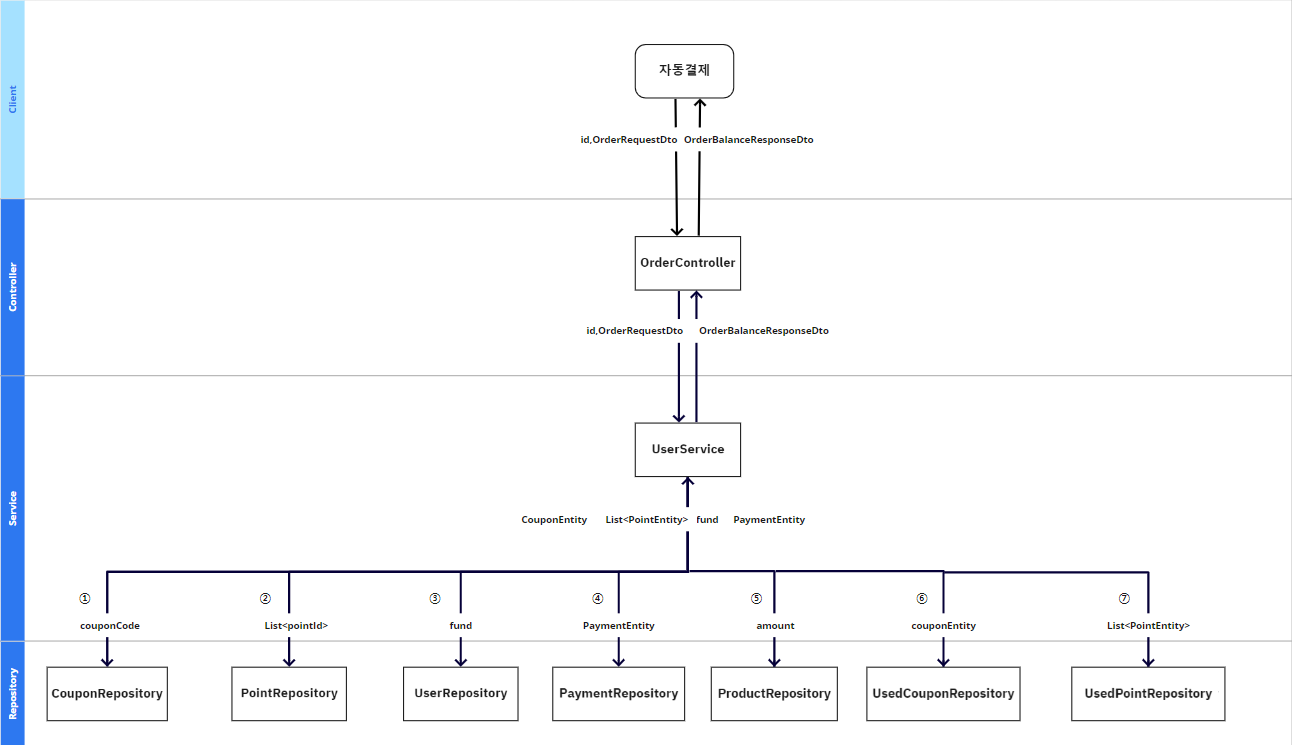 Client
자동결제
id,OrderRequestDto OrderBalanceResponseDto
Controller
OrderController
id,OrderRequestDto OrderBalanceResponseDto
Service
UserService
CouponEntity List<PointEntity> fund PaymentEntity
① ② ③ ④ ⑤ ⑥ ⑦
couponCode List<pointId> fund PaymentEntity amount couponEntity List<PointEntity>
Repository
CouponRepository PointRepository UserRepository PaymentRepository ProductRepository UsedCouponRepository UsedPointRepository